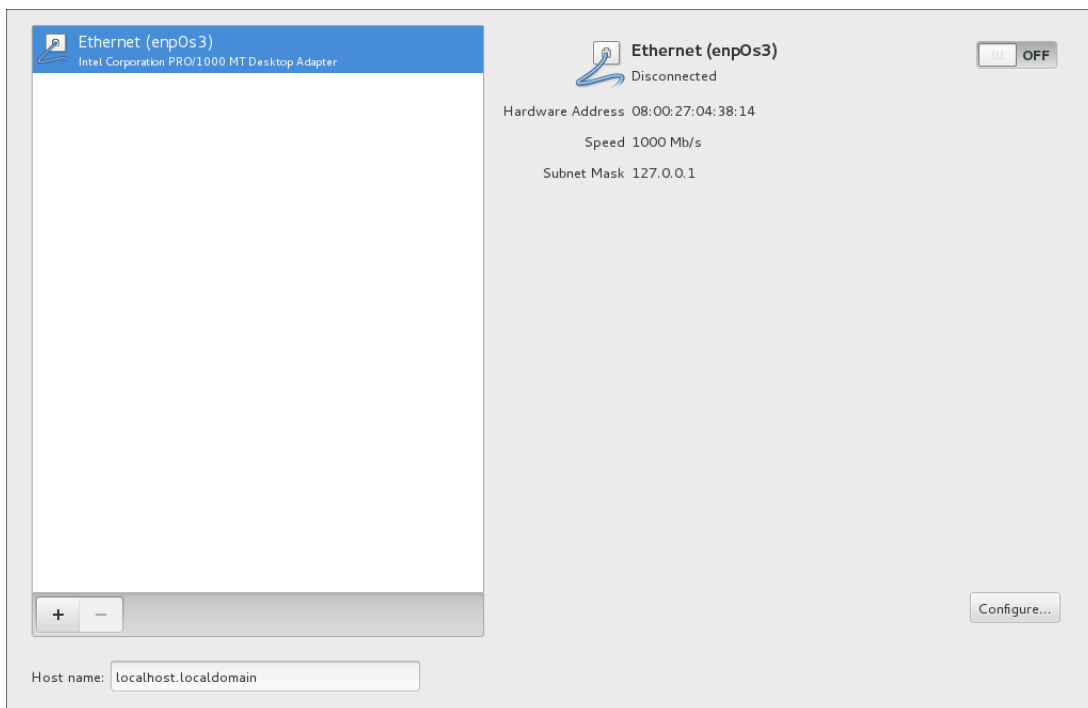 Ethernet (enp0s3)
Intel Corporation PRO/1000 MT Desktop Adapter
Ethernet (enp0s3)
Disconnected
OFF
Hardware Address 08:00:27:04:38:14
Speed 1000 Mb/s
Subnet Mask 127.0.0.1
+ −
Configure...
Host name: localhost.localdomain